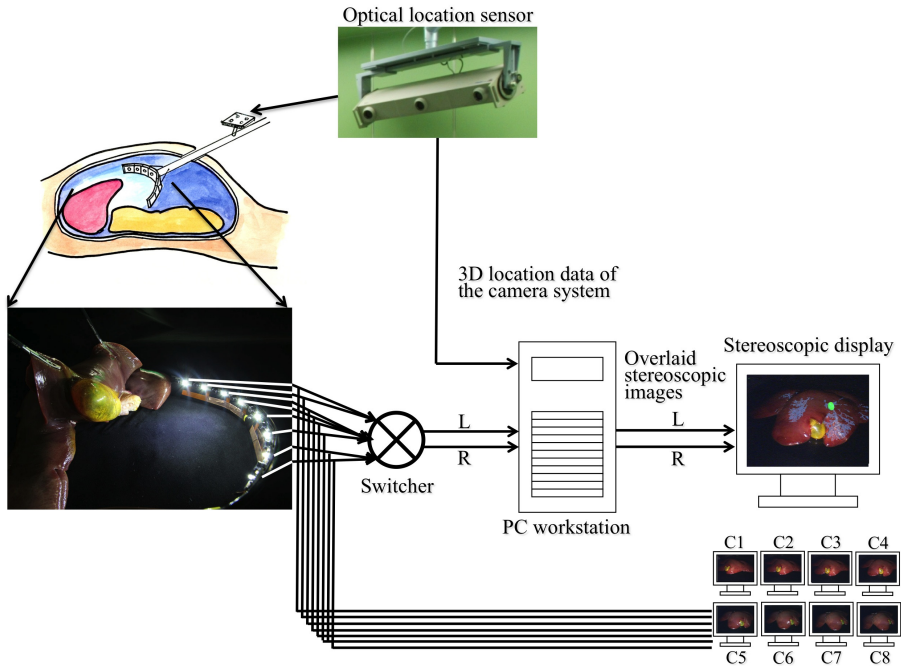 Optical location sensor
3D location data of
the camera system
Overlaid
stereoscopic
images
Stereoscopic display
L
R
L
R
Switcher
PC workstation
C1 C2 C3 C4
C5 C6 C7 C8